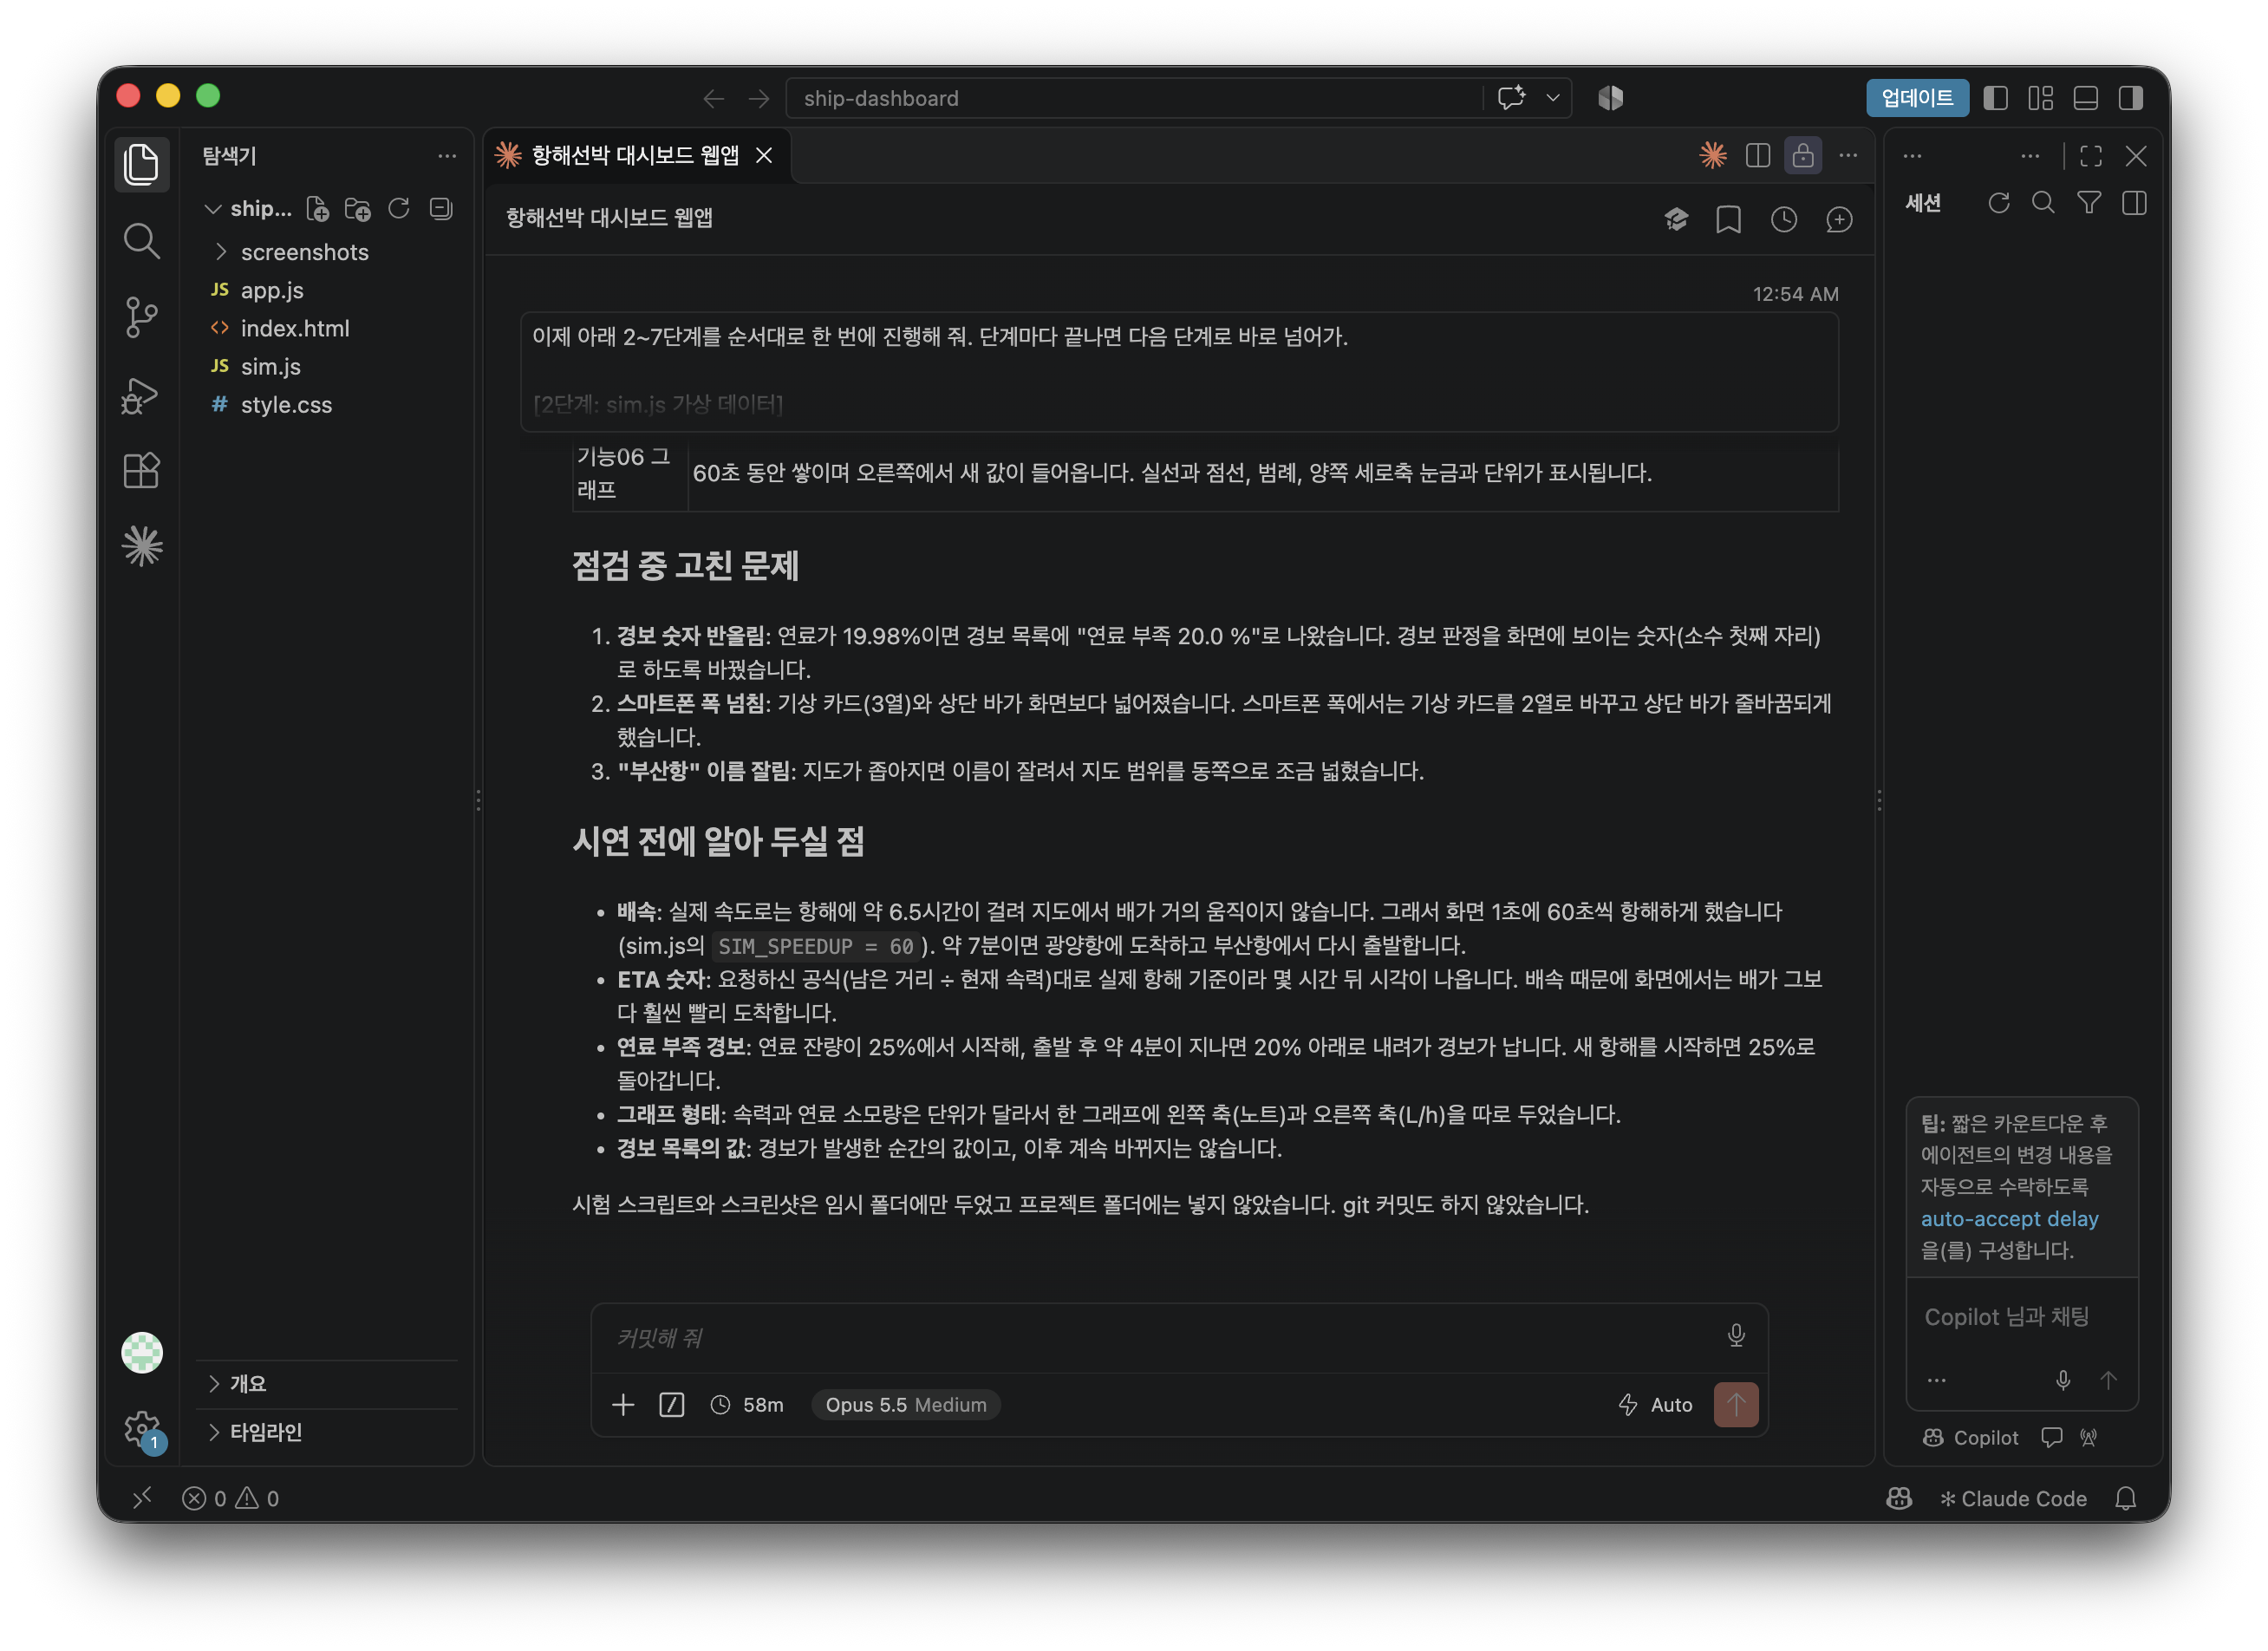 ship-dashboard
업데이트
탐색기
항해선박 대시보드 웹앱
ship...
screenshots
JS app.js
<> index.html
JS sim.js
# style.css
개요
타임라인
항해선박 대시보드 웹앱
12:54 AM
이제 아래 2~7단계를 순서대로 한 번에 진행해 줘. 단계마다 끝나면 다음 단계로 바로 넘어가.
[2단계: sim.js 가상 데이터]
기능06 그
래프
60초 동안 쌓이며 오른쪽에서 새 값이 들어옵니다. 실선과 점선, 범례, 양쪽 세로축 눈금과 단위가 표시됩니다.
점검 중 고친 문제
1. 경보 숫자 반올림: 연료가 19.98%이면 경보 목록에 "연료 부족 20.0 %"로 나왔습니다. 경보 판정을 화면에 보이는 숫자(소수 첫째 자리)
로 하도록 바꿨습니다.
2. 스마트폰 폭 넘침: 기상 카드(3열)와 상단 바가 화면보다 넓어졌습니다. 스마트폰 폭에서는 기상 카드를 2열로 바꾸고 상단 바가 줄바꿈되게
했습니다.
3. "부산항" 이름 잘림: 지도가 좁아지면 이름이 잘려서 지도 범위를 동쪽으로 조금 넓혔습니다.
시연 전에 알아 두실 점
• 배속: 실제 속도로는 항해에 약 6.5시간이 걸려 지도에서 배가 거의 움직이지 않습니다. 그래서 화면 1초에 60초씩 항해하게 했습니다
(sim.js의 SIM_SPEEDUP = 60). 약 7분이면 광양항에 도착하고 부산항에서 다시 출발합니다.
• ETA 숫자: 요청하신 공식(남은 거리 ÷ 현재 속력)대로 실제 항해 기준이라 몇 시간 뒤 시각이 나옵니다. 배속 때문에 화면에서는 배가 그보
다 훨씬 빨리 도착합니다.
• 연료 부족 경보: 연료 잔량이 25%에서 시작해, 출발 후 약 4분이 지나면 20% 아래로 내려가 경보가 납니다. 새 항해를 시작하면 25%로
돌아갑니다.
• 그래프 형태: 속력과 연료 소모량은 단위가 달라서 한 그래프에 왼쪽 축(노트)과 오른쪽 축(L/h)을 따로 두었습니다.
• 경보 목록의 값: 경보가 발생한 순간의 값이고, 이후 계속 바뀌지는 않습니다.
시험 스크립트와 스크린샷은 임시 폴더에만 두었고 프로젝트 폴더에는 넣지 않았습니다. git 커밋도 하지 않았습니다.
커밋해 줘
58m
Opus 5.5 Medium
Auto
세션
팁: 짧은 카운트다운 후
에이전트의 변경 내용을
자동으로 수락하도록
auto-accept delay
을(를) 구성합니다.
Copilot 님과 채팅
Copilot
1
0 0
Claude Code